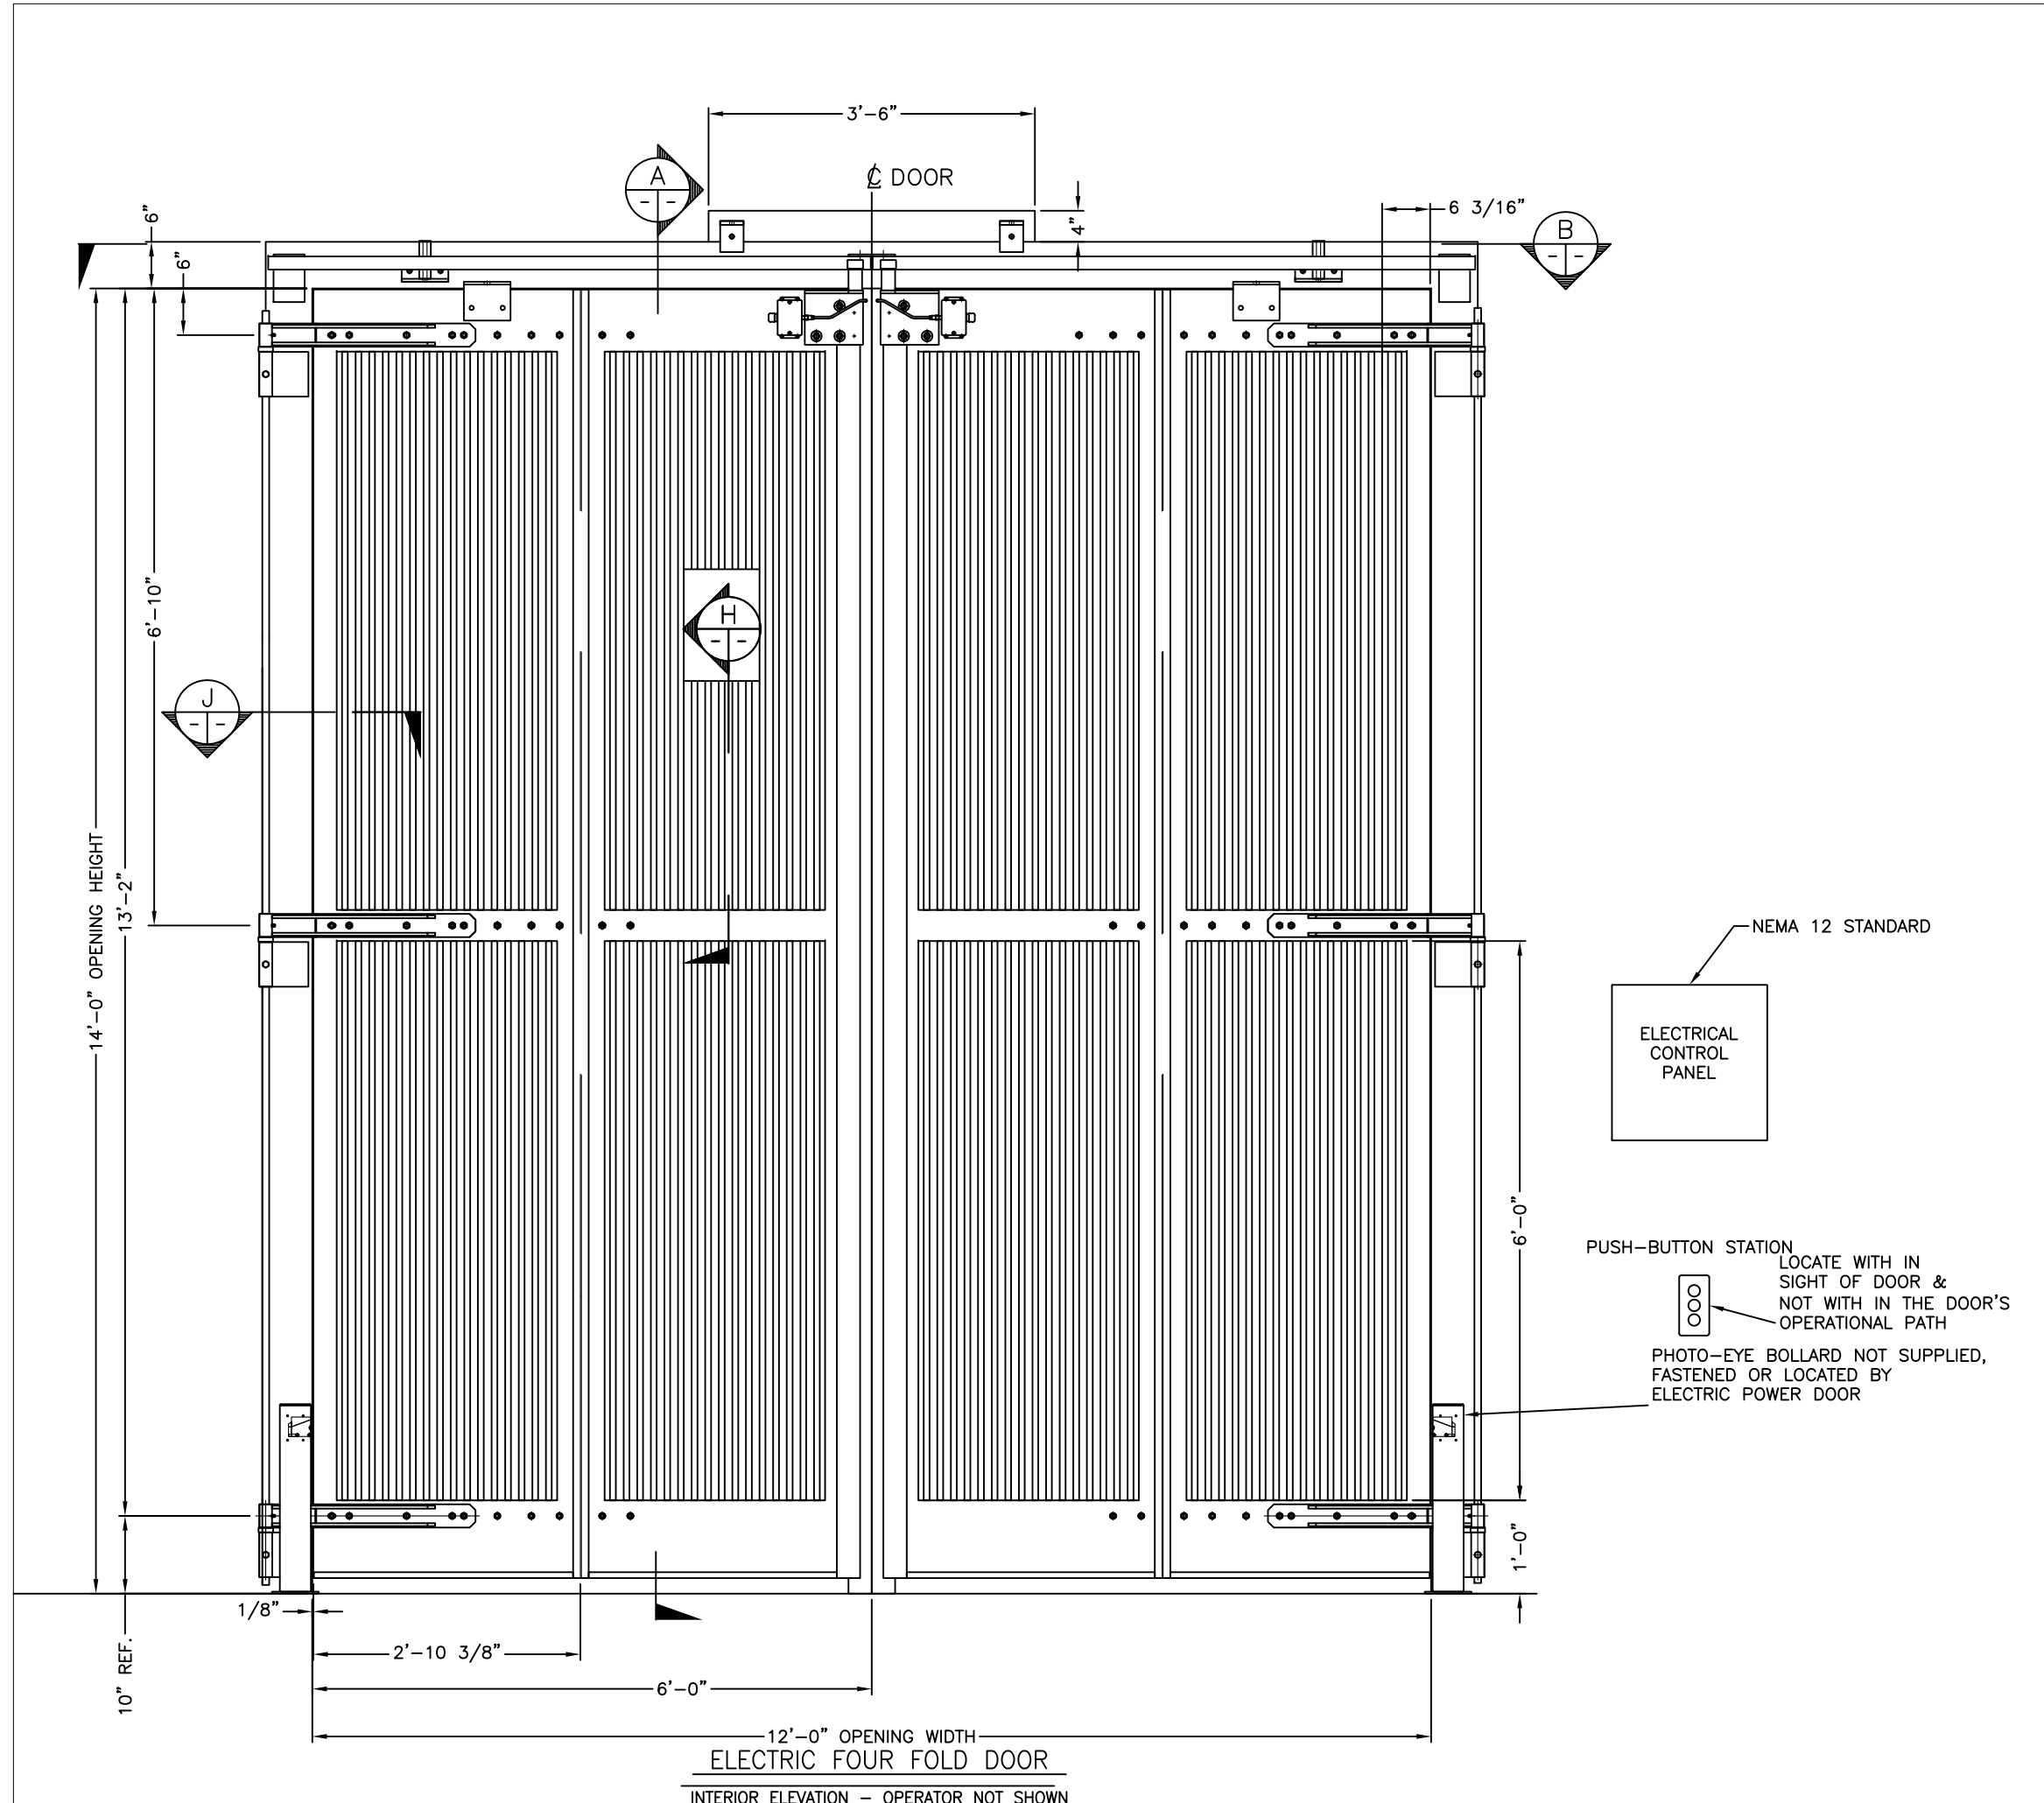 3'-6"
A
- -
℄ DOOR
6"
6"
4"
6 3/16"
B
- -
6'-10"
H
- -
J
- -
14'-0" OPENING HEIGHT
13'-2"
NEMA 12 STANDARD
ELECTRICAL
CONTROL
PANEL
6'-0"
PUSH-BUTTON STATION
LOCATE WITH IN
SIGHT OF DOOR &
NOT WITH IN THE DOOR'S
OPERATIONAL PATH
PHOTO-EYE BOLLARD NOT SUPPLIED,
FASTENED OR LOCATED BY
ELECTRIC POWER DOOR
1'-0"
1/8"
10" REF.
2'-10 3/8"
6'-0"
12'-0" OPENING WIDTH
ELECTRIC FOUR FOLD DOOR
INTERIOR ELEVATION - OPERATOR NOT SHOWN